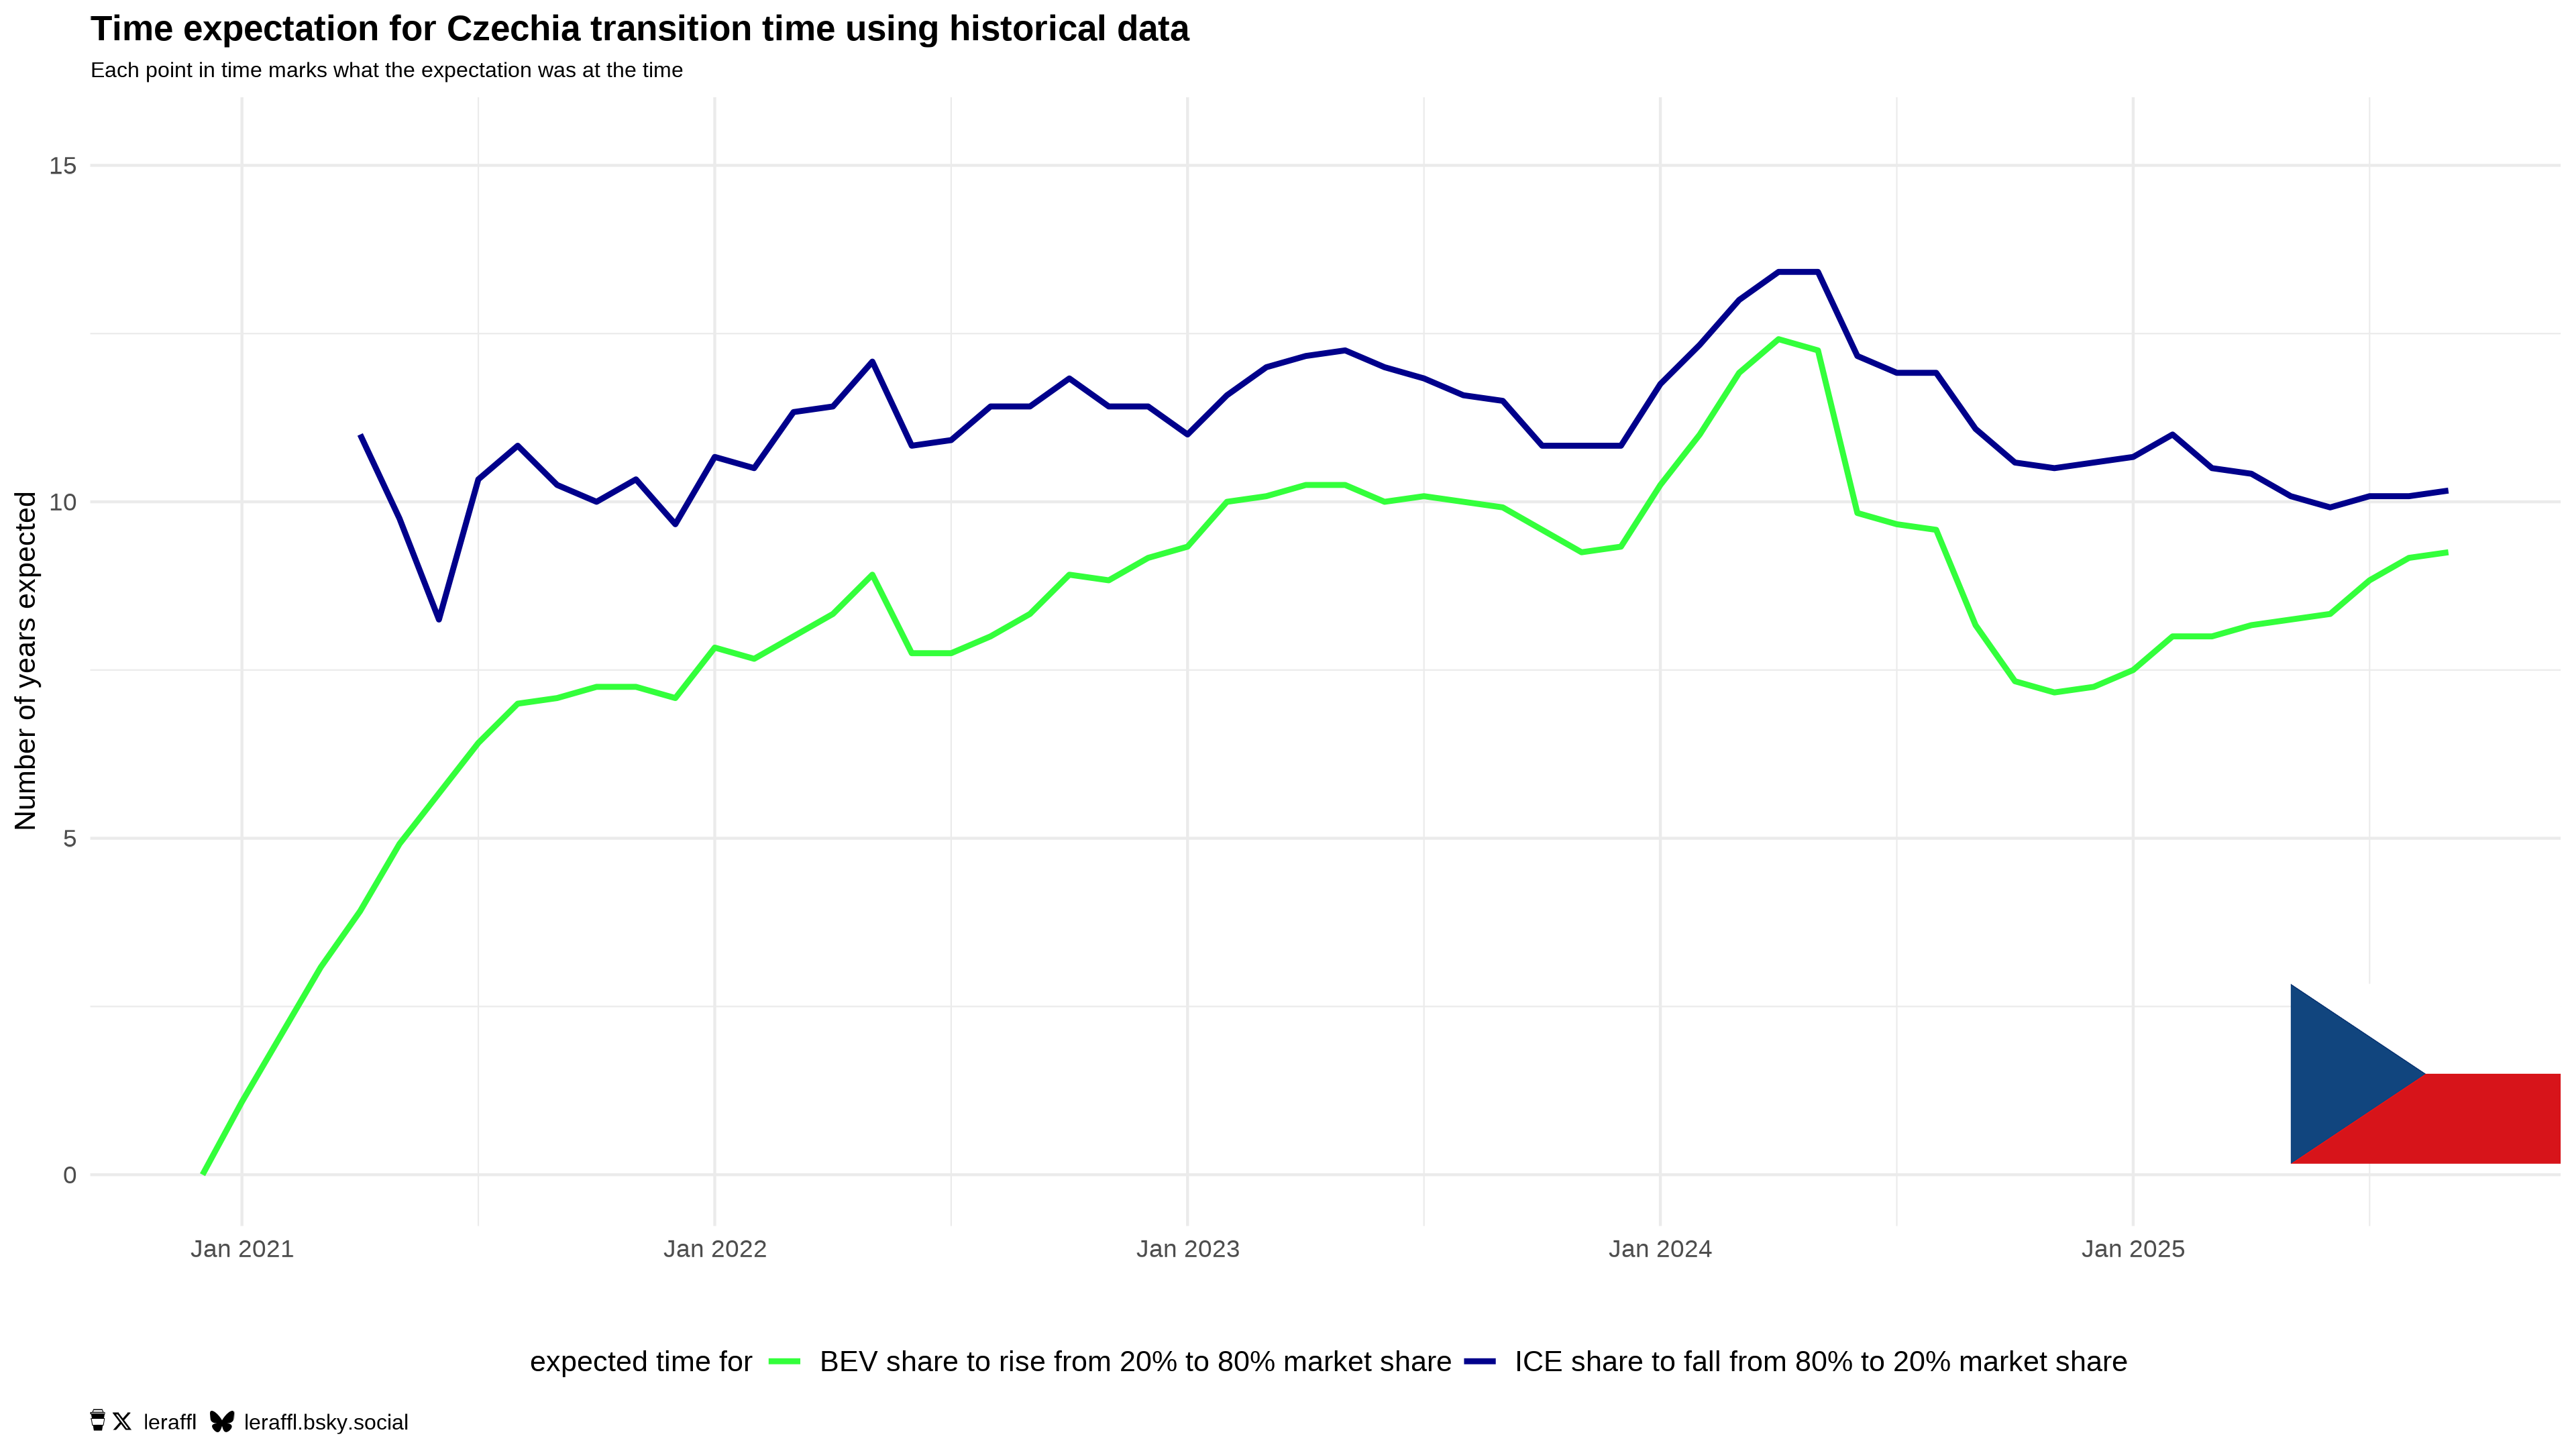 Time expectation for Czechia transition time using historical data
Each point in time marks what the expectation was at the time
Number of years expected
15
10
5
0
Jan 2021
Jan 2022
Jan 2023
Jan 2024
Jan 2025
expected time for BEV share to rise from 20% to 80% market share ICE share to fall from 80% to 20% market share
leraffl leraffl.bsky.social